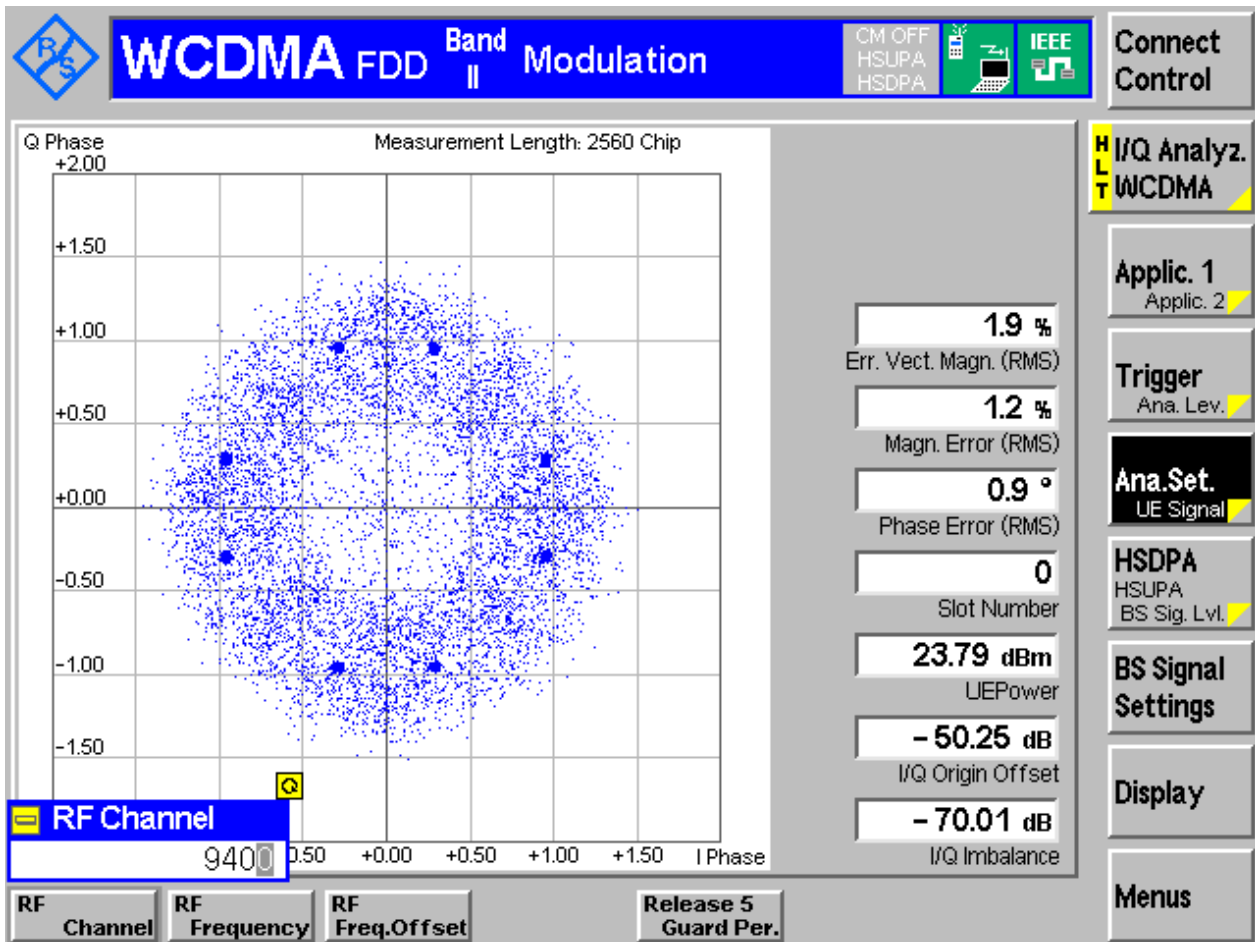 R&S
WCDMA FDD Band II Modulation
CM OFF
HSUPA
HSDPA
IEEE
Connect
Control
Q Phase
Measurement Length: 2560 Chip
+2.00
+1.50
+1.00
+0.50
+0.00
-0.50
-1.00
-1.50
Q
RF Channel
9400
0.50 +0.00 +0.50 +1.00 +1.50 I Phase
1.9 %
Err. Vect. Magn. (RMS)
1.2 %
Magn. Error (RMS)
0.9 °
Phase Error (RMS)
0
Slot Number
23.79 dBm
UEPower
- 50.25 dB
I/Q Origin Offset
- 70.01 dB
I/Q Imbalance
HLT
I/Q Analyz.
WCDMA
Applic. 1
Applic. 2
Trigger
Ana. Lev.
Ana.Set.
UE Signal
HSDPA
HSUPA
BS Sig. Lvl.
BS Signal
Settings
Display
Menus
RF
Channel
RF
Frequency
RF
Freq.Offset
Release 5
Guard Per.